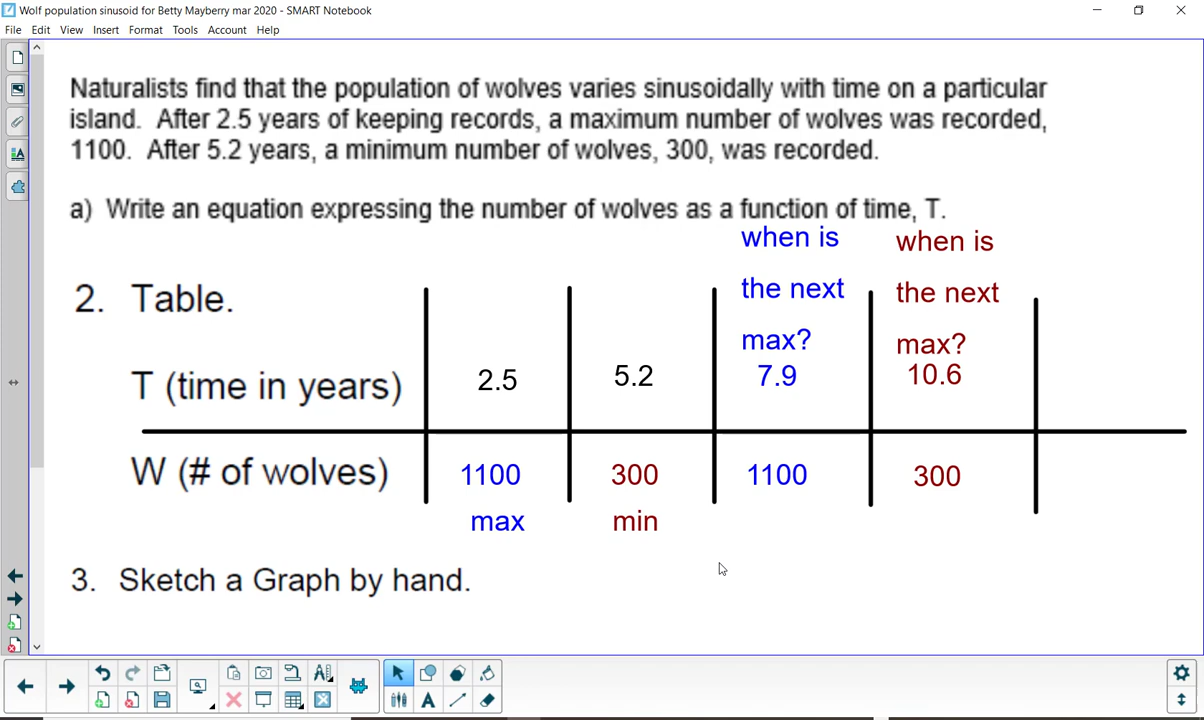 Wolf population sinusoid for Betty Mayberry mar 2020 - SMART Notebook
File Edit View Insert Format Tools Account Help
Naturalists find that the population of wolves varies sinusoidally with time on a particular
island. After 2.5 years of keeping records, a maximum number of wolves was recorded,
1100. After 5.2 years, a minimum number of wolves, 300, was recorded.
a) Write an equation expressing the number of wolves as a function of time, T.
when is
the next
max?
when is
the next
max?
2. Table.
T (time in years) 2.5 5.2 7.9 10.6
W (# of wolves) 1100 300 1100 300
max min
3. Sketch a Graph by hand.